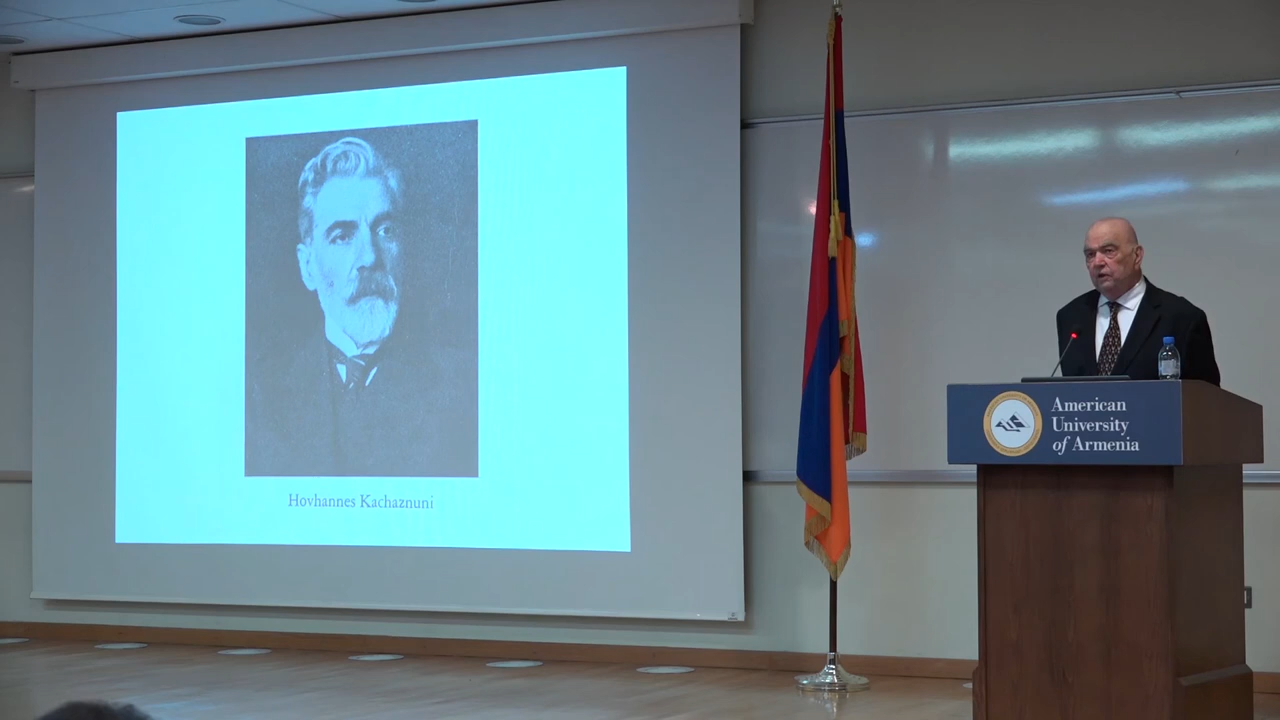 Hovhannes Kachaznuni
American
University
of Armenia